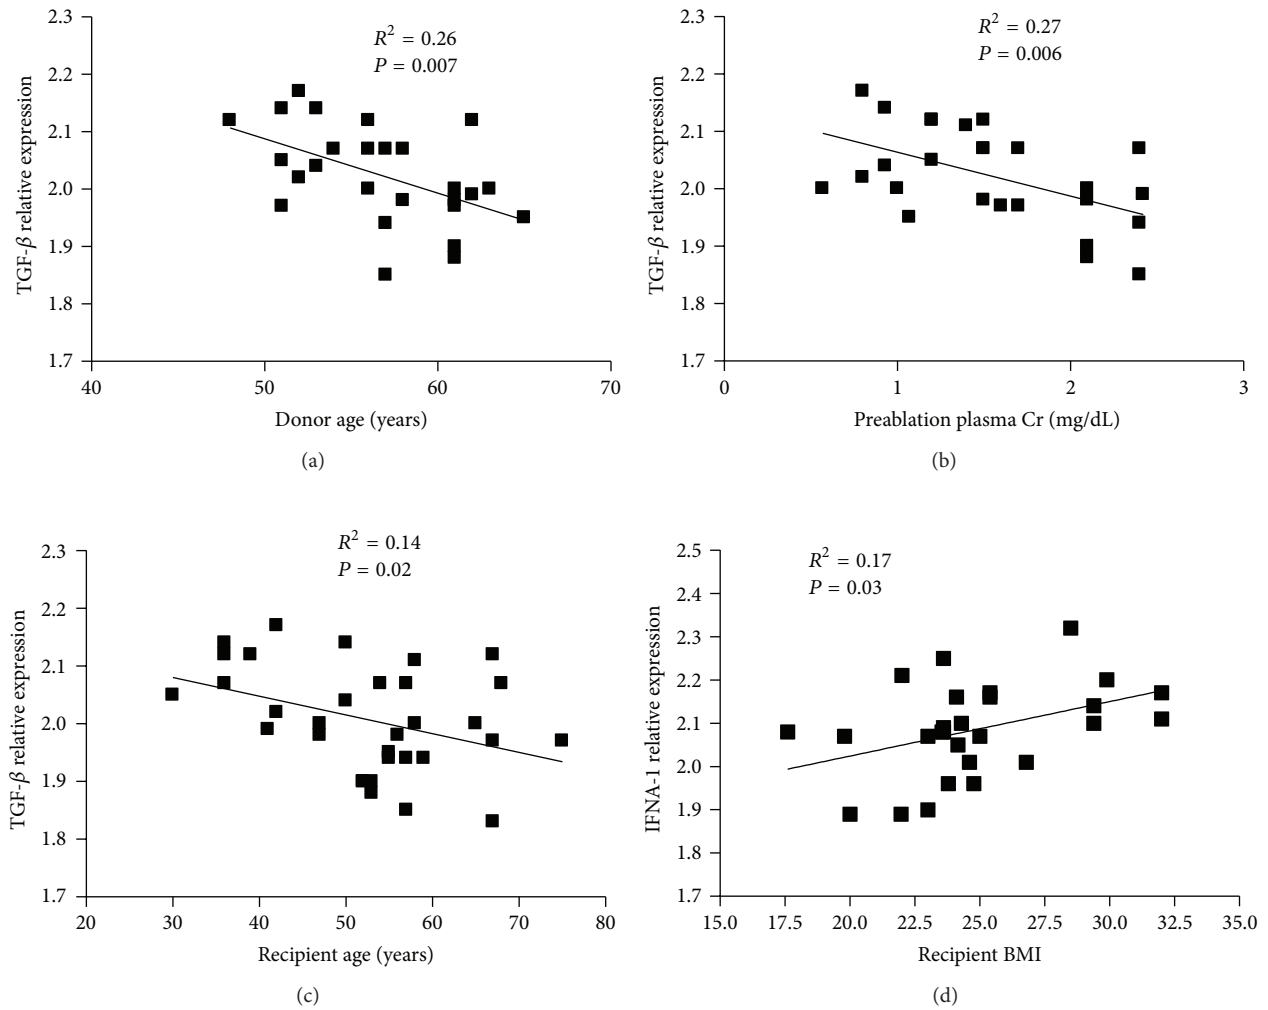 2.3
2.2
2.1
2.0
1.9
1.8
1.7
40
50
60
70
TGF-β relative expression
Donor age (years)
R² = 0.26
P = 0.007
(a)
2.3
2.2
2.1
2.0
1.9
1.8
1.7
0
1
2
3
TGF-β relative expression
Preablation plasma Cr (mg/dL)
R² = 0.27
P = 0.006
(b)
2.3
2.2
2.1
2.0
1.9
1.8
1.7
20
30
40
50
60
70
80
TGF-β relative expression
Recipient age (years)
R² = 0.14
P = 0.02
(c)
2.5
2.4
2.3
2.2
2.1
2.0
1.9
1.8
1.7
15.0
17.5
20.0
22.5
25.0
27.5
30.0
32.5
35.0
IFNA-1 relative expression
Recipient BMI
R² = 0.17
P = 0.03
(d)